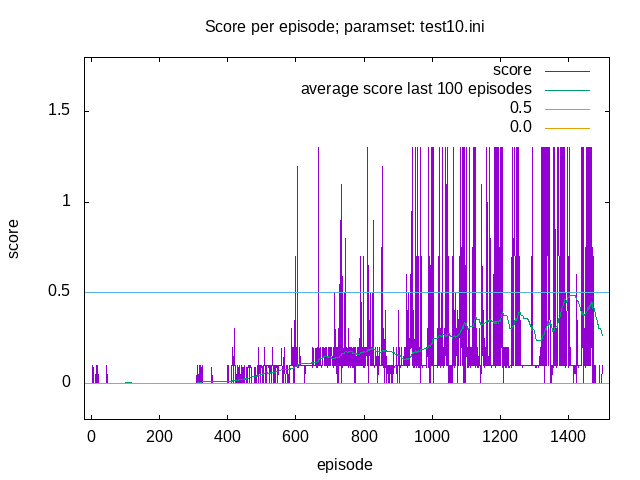 Score per episode; paramset: test10.ini
score
average score last 100 episodes
0.5
0.0
1.5
1
0.5
0
score
0 200 400 600 800 1000 1200 1400
episode